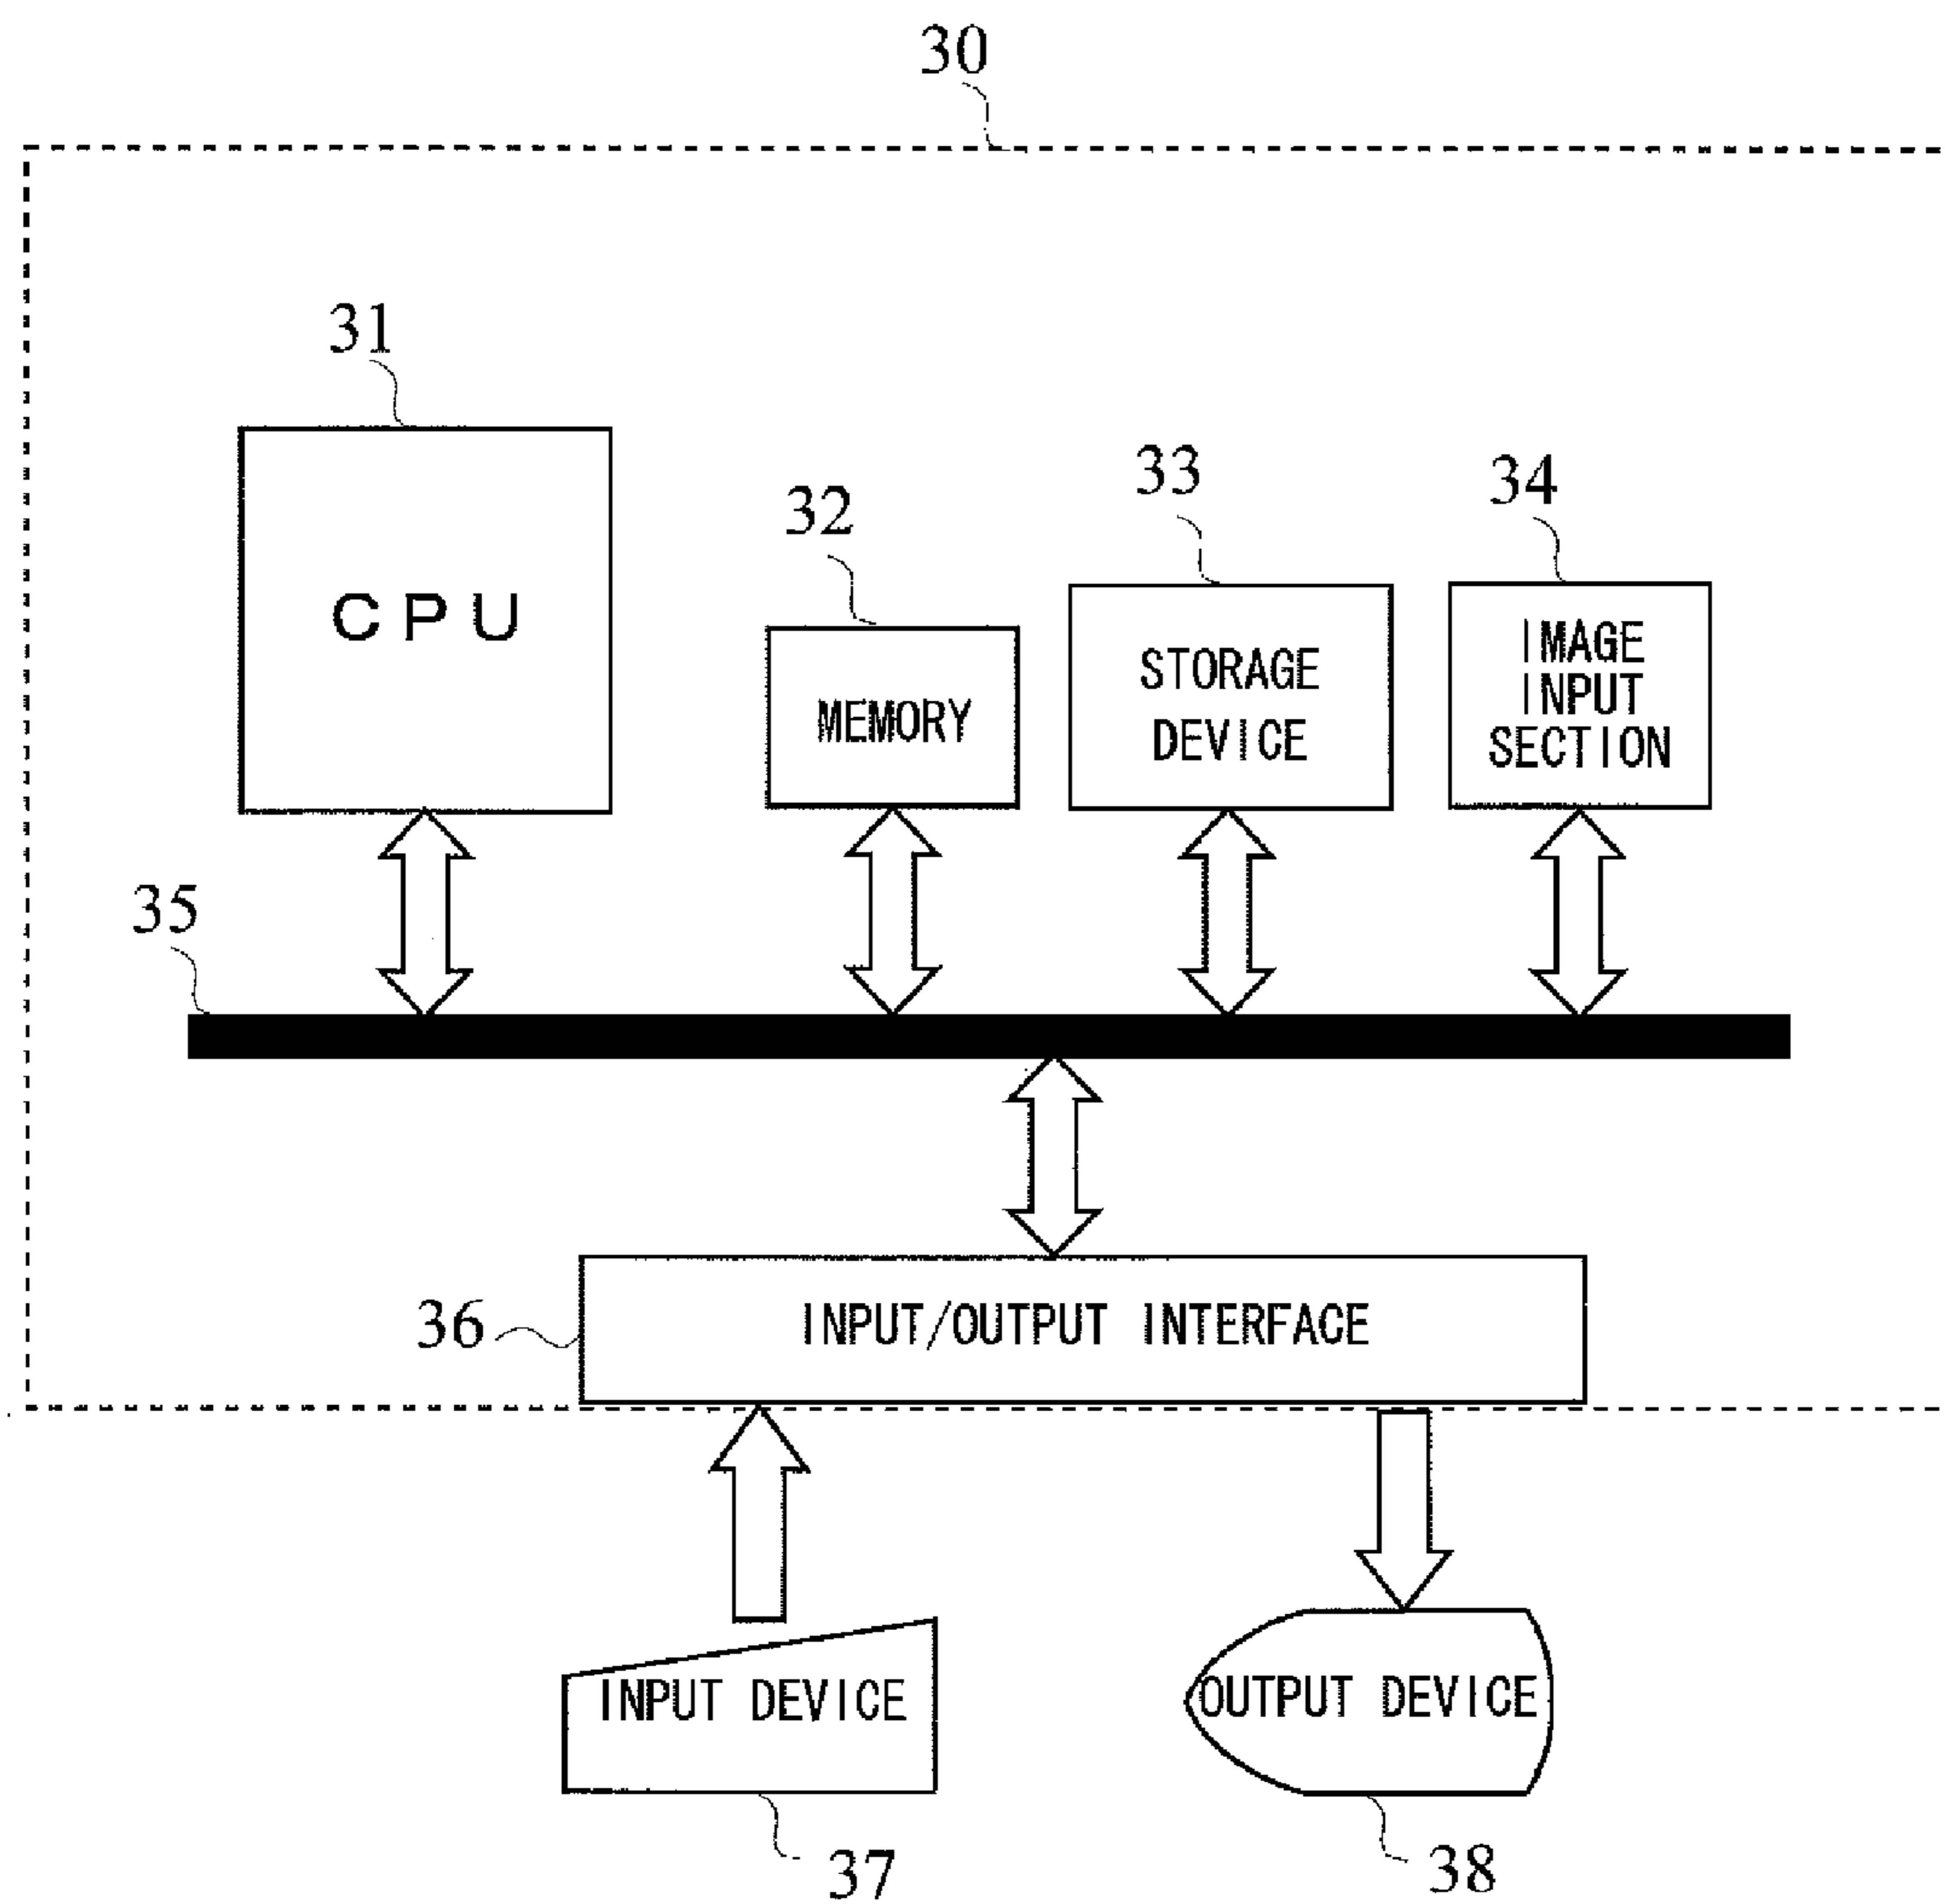 30
31
CPU
32
MEMORY
33
STORAGE
DEVICE
34
IMAGE
INPUT
SECTION
35
36
INPUT/OUTPUT INTERFACE
INPUT DEVICE
37
OUTPUT DEVICE
38